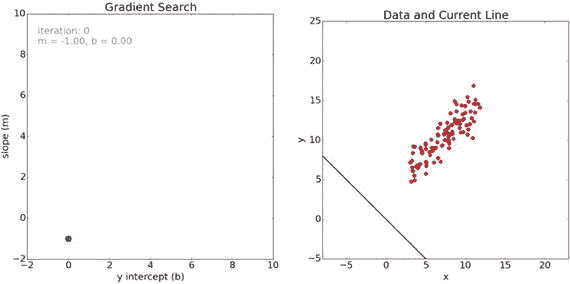 Gradient Search
iteration: 0
m = -1.00, b = 0.00
10
8
6
4
2
0
−2
slope (m)
−2 0 2 4 6 8 10
y intercept (b)
Data and Current Line
25
20
15
10
5
0
−5
y
−5 0 5 10 15 20
x